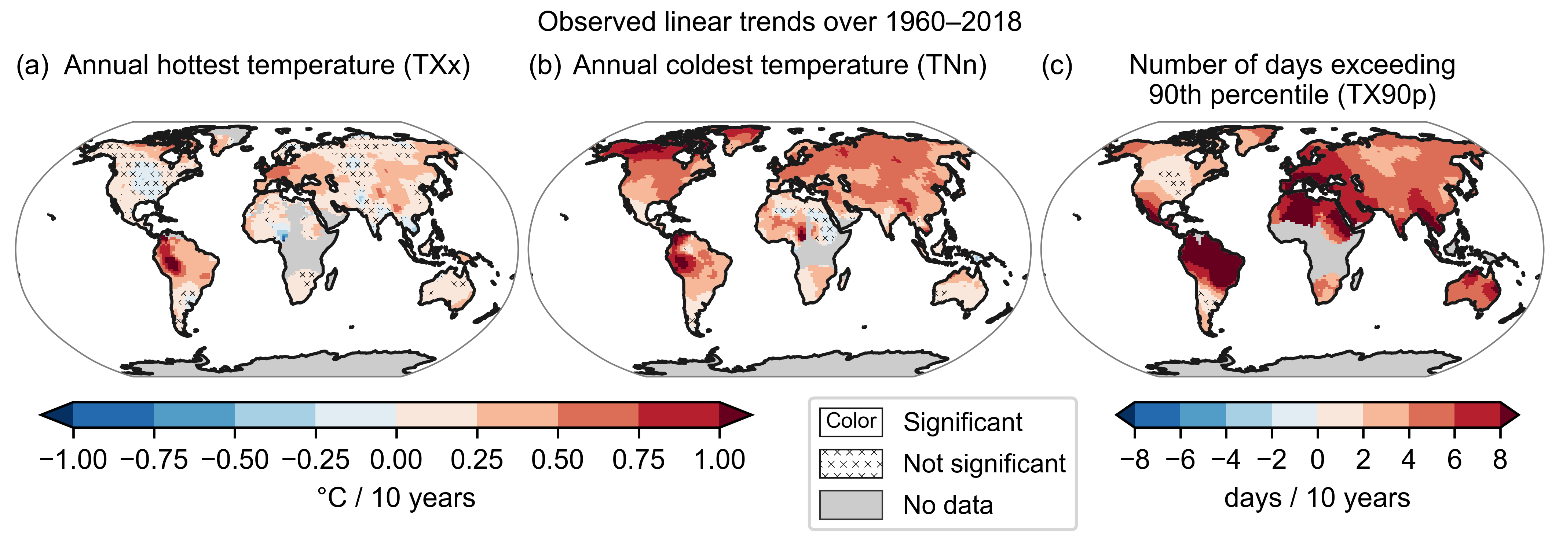 Observed linear trends over 1960–2018
(a) Annual hottest temperature (TXx)
(b) Annual coldest temperature (TNn)
(c) Number of days exceeding
90th percentile (TX90p)
−1.00 −0.75 −0.50 −0.25 0.00 0.25 0.50 0.75 1.00
°C / 10 years
Color Significant
Not significant
No data
−8 −6 −4 −2 0 2 4 6 8
days / 10 years